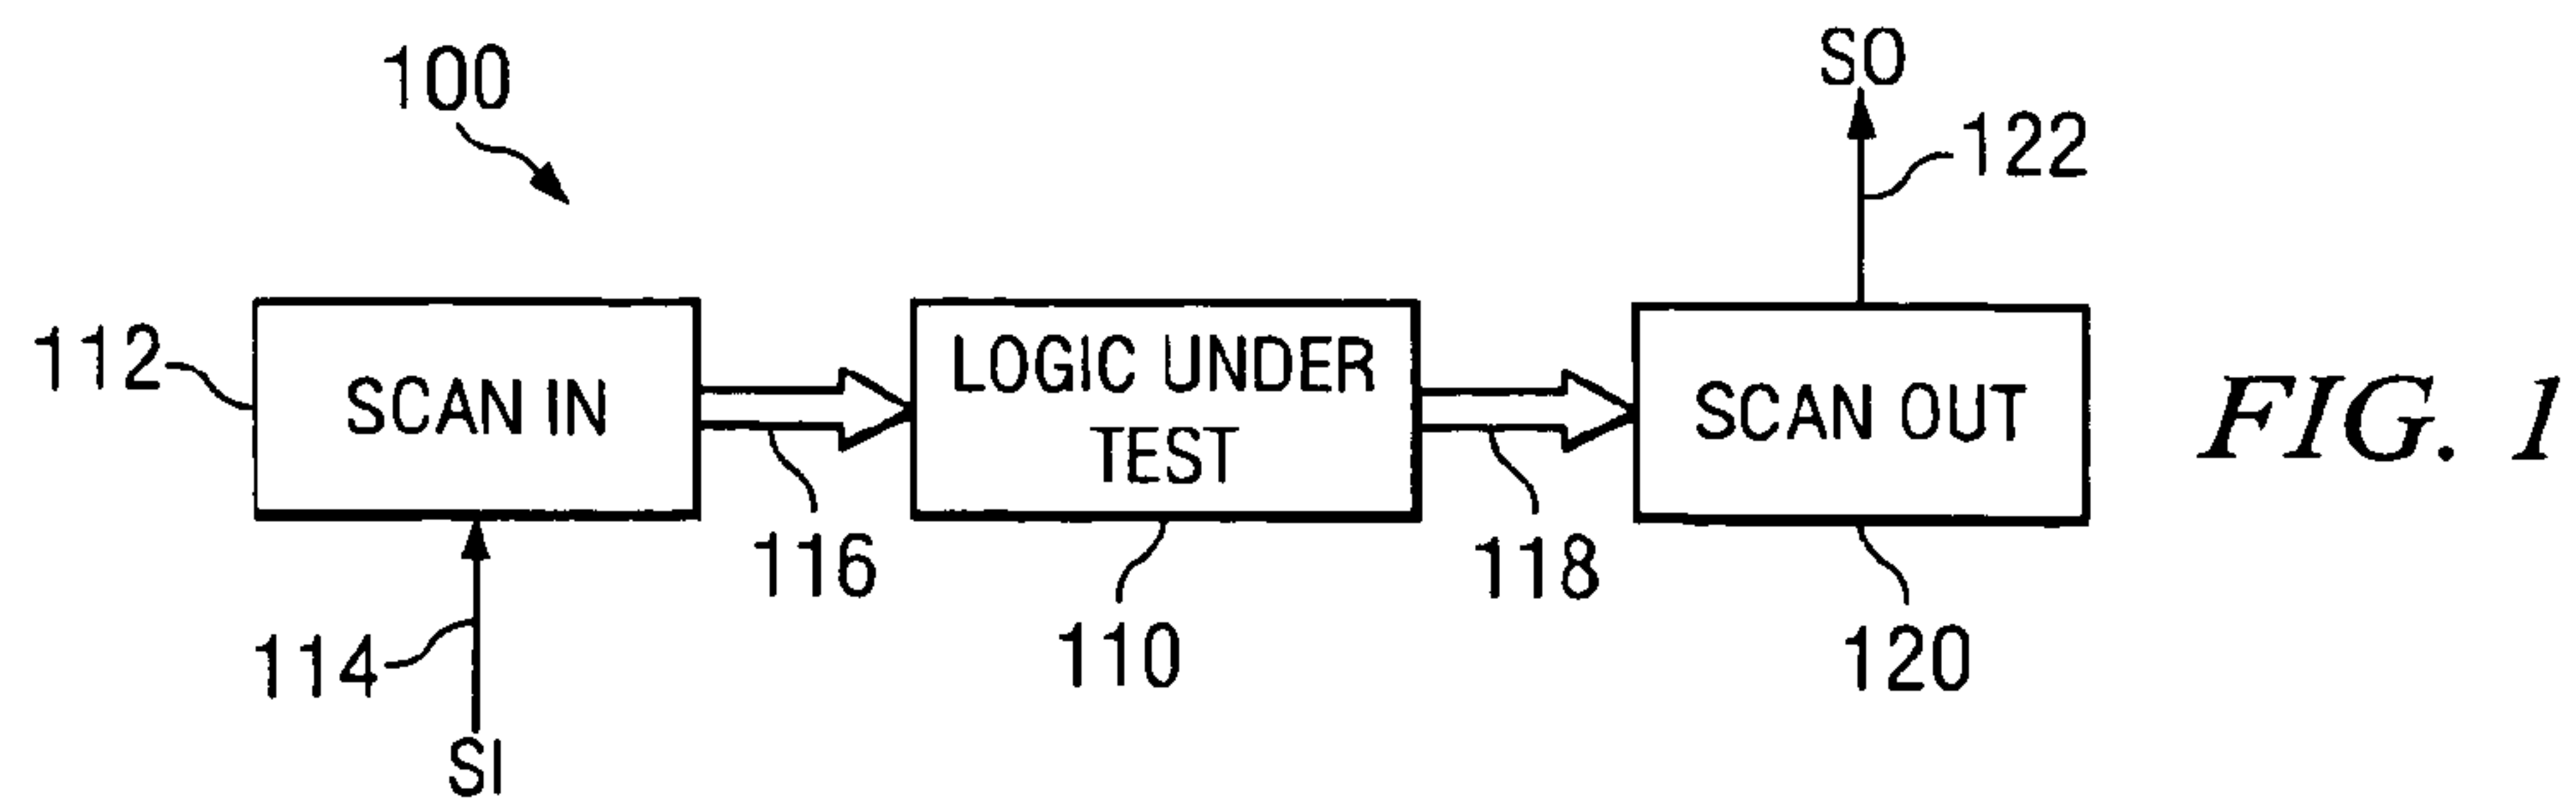 100
SO
122
112
SCAN IN
LOGIC UNDER
TEST
SCAN OUT
FIG. 1
116
118
114
110
120
SI